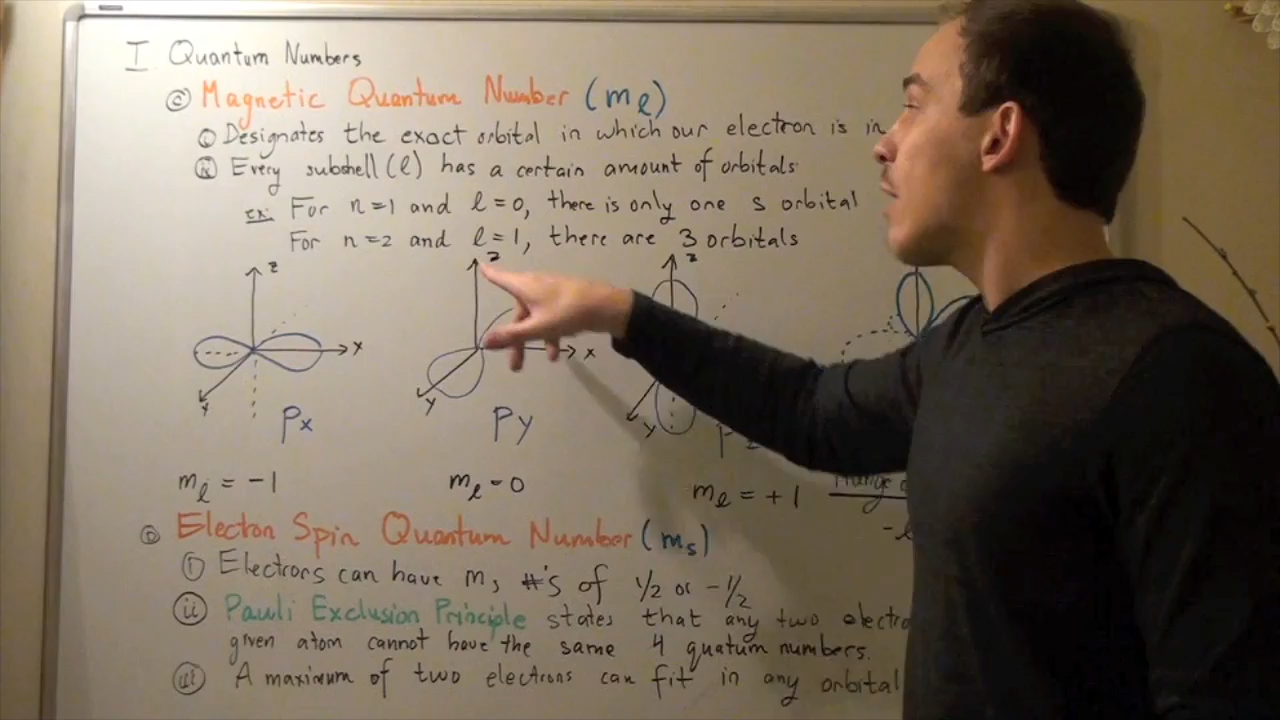 I Quantum Numbers
© Magnetic Quantum Number (mℓ)
ⓘ Designates the exact orbital in which our electron is in
ⓘⓘ Every subshell (ℓ) has a certain amount of orbitals
ex: For n=1 and ℓ=0, there is only one s orbital
For n=2 and ℓ=1, there are 3 orbitals
z z z
x x
y y y
Px Py
mℓ = -1 mℓ = 0 mℓ = +1
-ℓ
Ⓓ Electron Spin Quantum Number (ms)
ⓘ Electrons can have ms #'s of 1/2 or -1/2
ⓘⓘ Pauli Exclusion Principle states that any two
given atom cannot have the same 4 quatum numbers.
ⓘⓘⓘ A maximum of two electrons can fit in any orbital